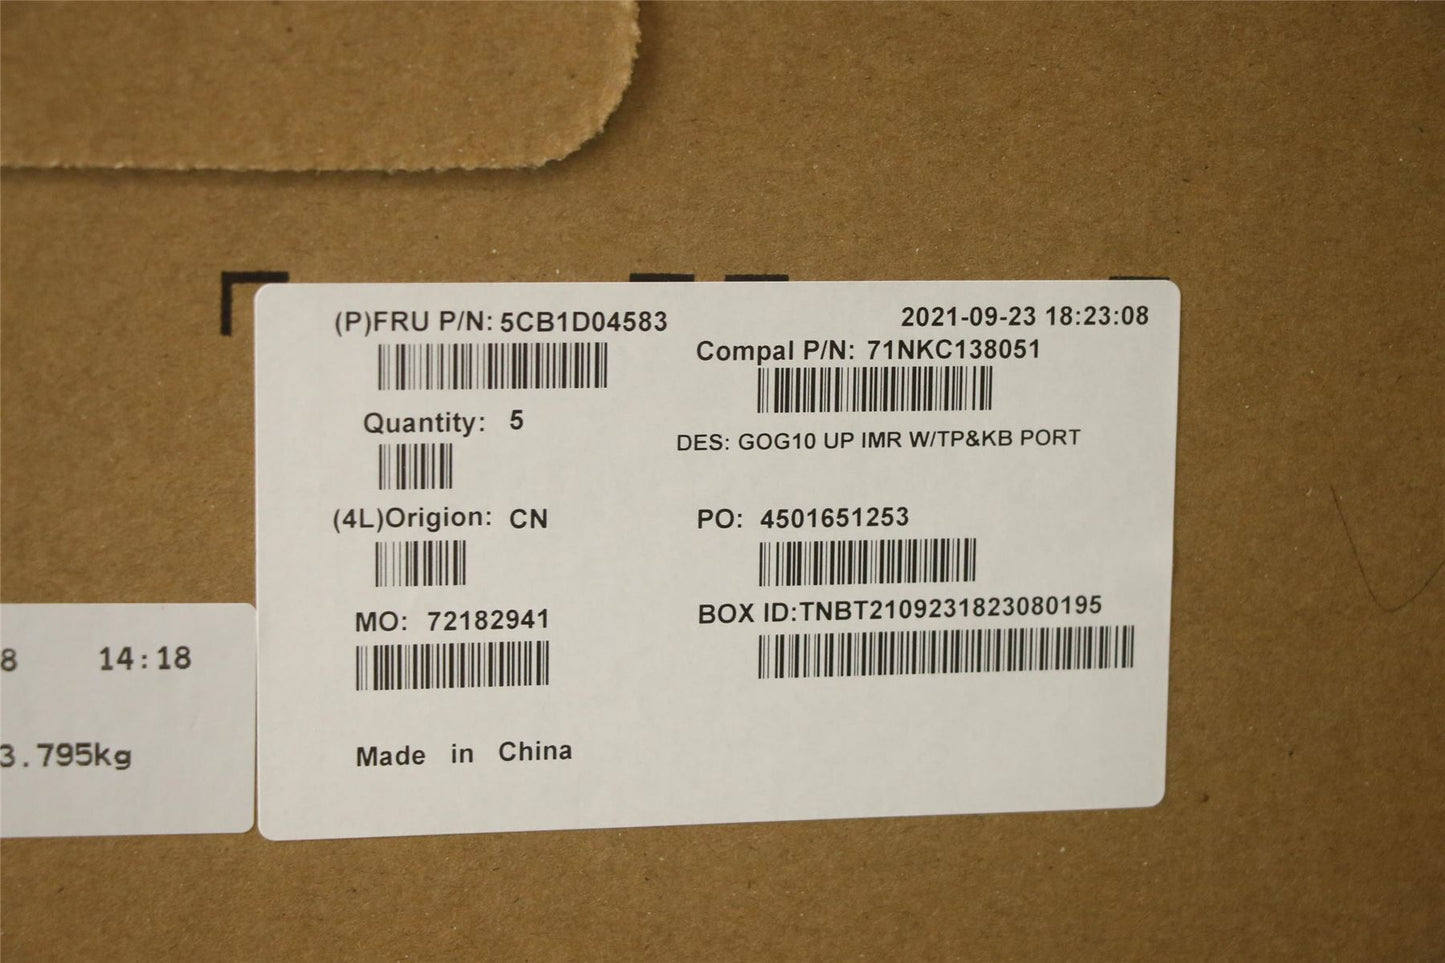 (P)FRU P/N: 5CB1D04583
2021-09-23 18:23:08
Compal P/N: 71NKC138051
Quantity: 5
DES: GOG10 UP IMR W/TP&KB PORT
(4L)Origion: CN
PO: 4501651253
MO: 72182941
BOX ID:TNBT2109231823080195
Made in China
8 14:18
3.795kg